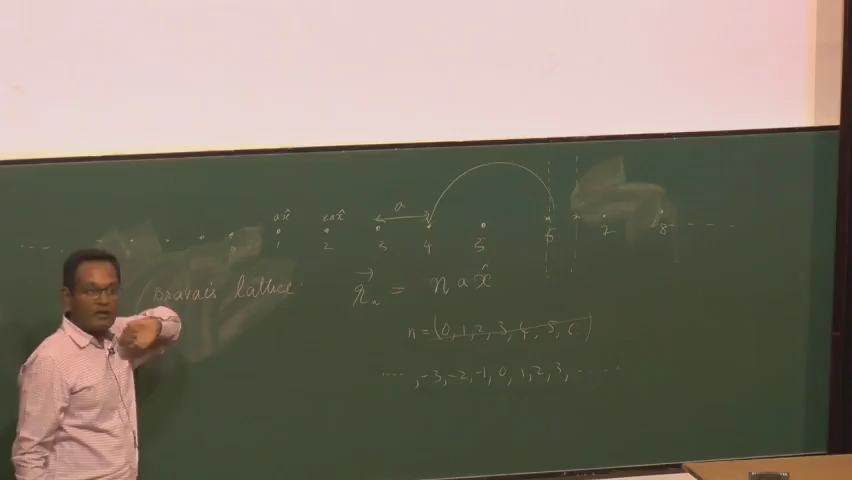 ax̂ 2ax̂ a
1 2 3 4 5 6 7 8 ------
Bravais lattice
r⃗ₙ = n a x̂
n = (0, 1, 2, 3, 4, 5, 6)
...., -3, -2, -1, 0, 1, 2, 3, .....